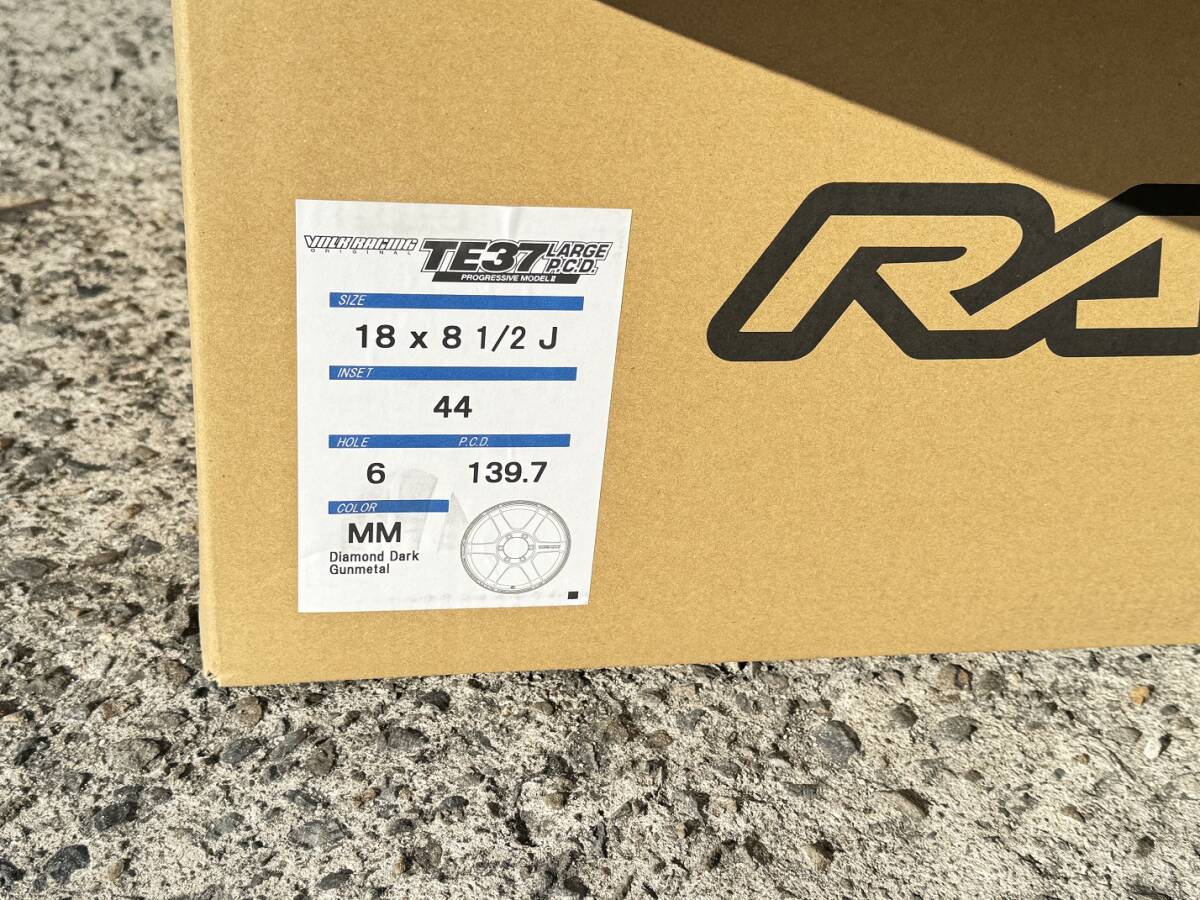 VOLK RACING
ORIGINAL
TE37 LARGE P.C.D.
PROGRESSIVE MODEL Ⅱ
SIZE
18 x 8 1/2 J
INSET
44
HOLE P.C.D.
6 139.7
COLOR
MM
Diamond Dark
Gunmetal
RA